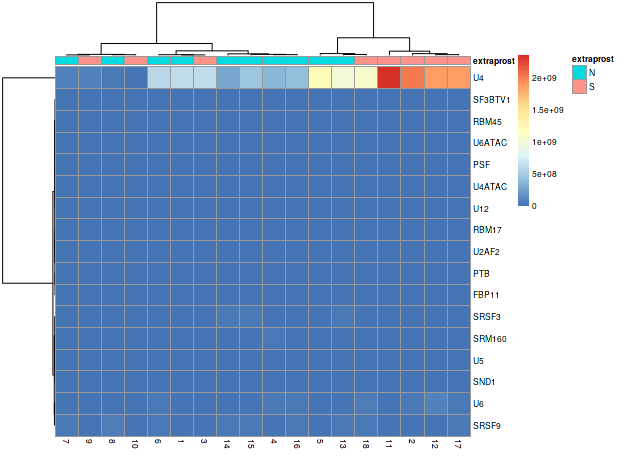 extraprost
extraprost
N
S
U4
SF3BTV1
RBM45
U6ATAC
PSF
U4ATAC
U12
RBM17
U2AF2
PTB
FBP11
SRSF3
SRM160
U5
SND1
U6
SRSF9
2e+09
1.5e+09
1e+09
5e+08
0
7 9 8 10 6 1 3 14 15 4 16 5 13 18 11 2 12 17